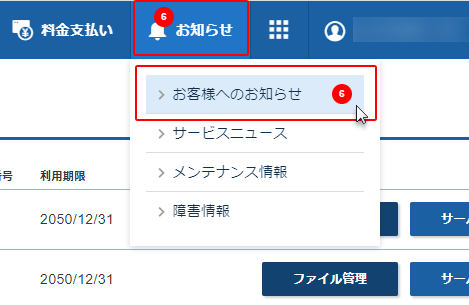 料金支払い
6
お知らせ
お客様へのお知らせ 6
サービスニュース
メンテナンス情報
障害情報
号 利用期限
2050/12/31
サー
2050/12/31
ファイル管理
サー